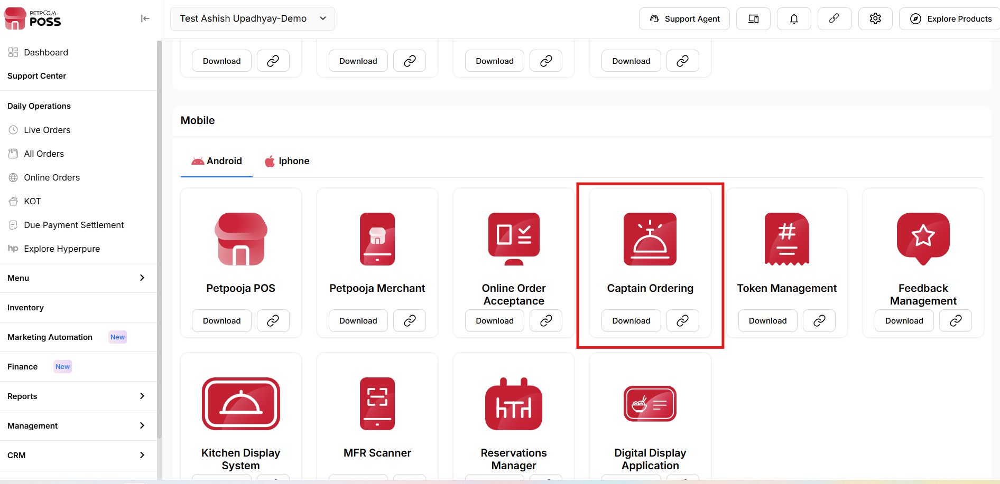 PETPOOJA
POSS
Test Ashish Upadhyay-Demo
Support Agent
Explore Products
Dashboard
Support Center
Daily Operations
Live Orders
All Orders
Online Orders
KOT
Due Payment Settlement
hp Explore Hyperpure
Menu
Inventory
Marketing Automation New
Finance New
Reports
Management
CRM
Download
Download
Download
Download
Mobile
Android
Iphone
Petpooja POS
Download
Petpooja Merchant
Download
Online Order
Acceptance
Download
Captain Ordering
Download
#
Token Management
Download
Feedback
Management
Download
Kitchen Display
System
MFR Scanner
Reservations
Manager
Digital Display
Application